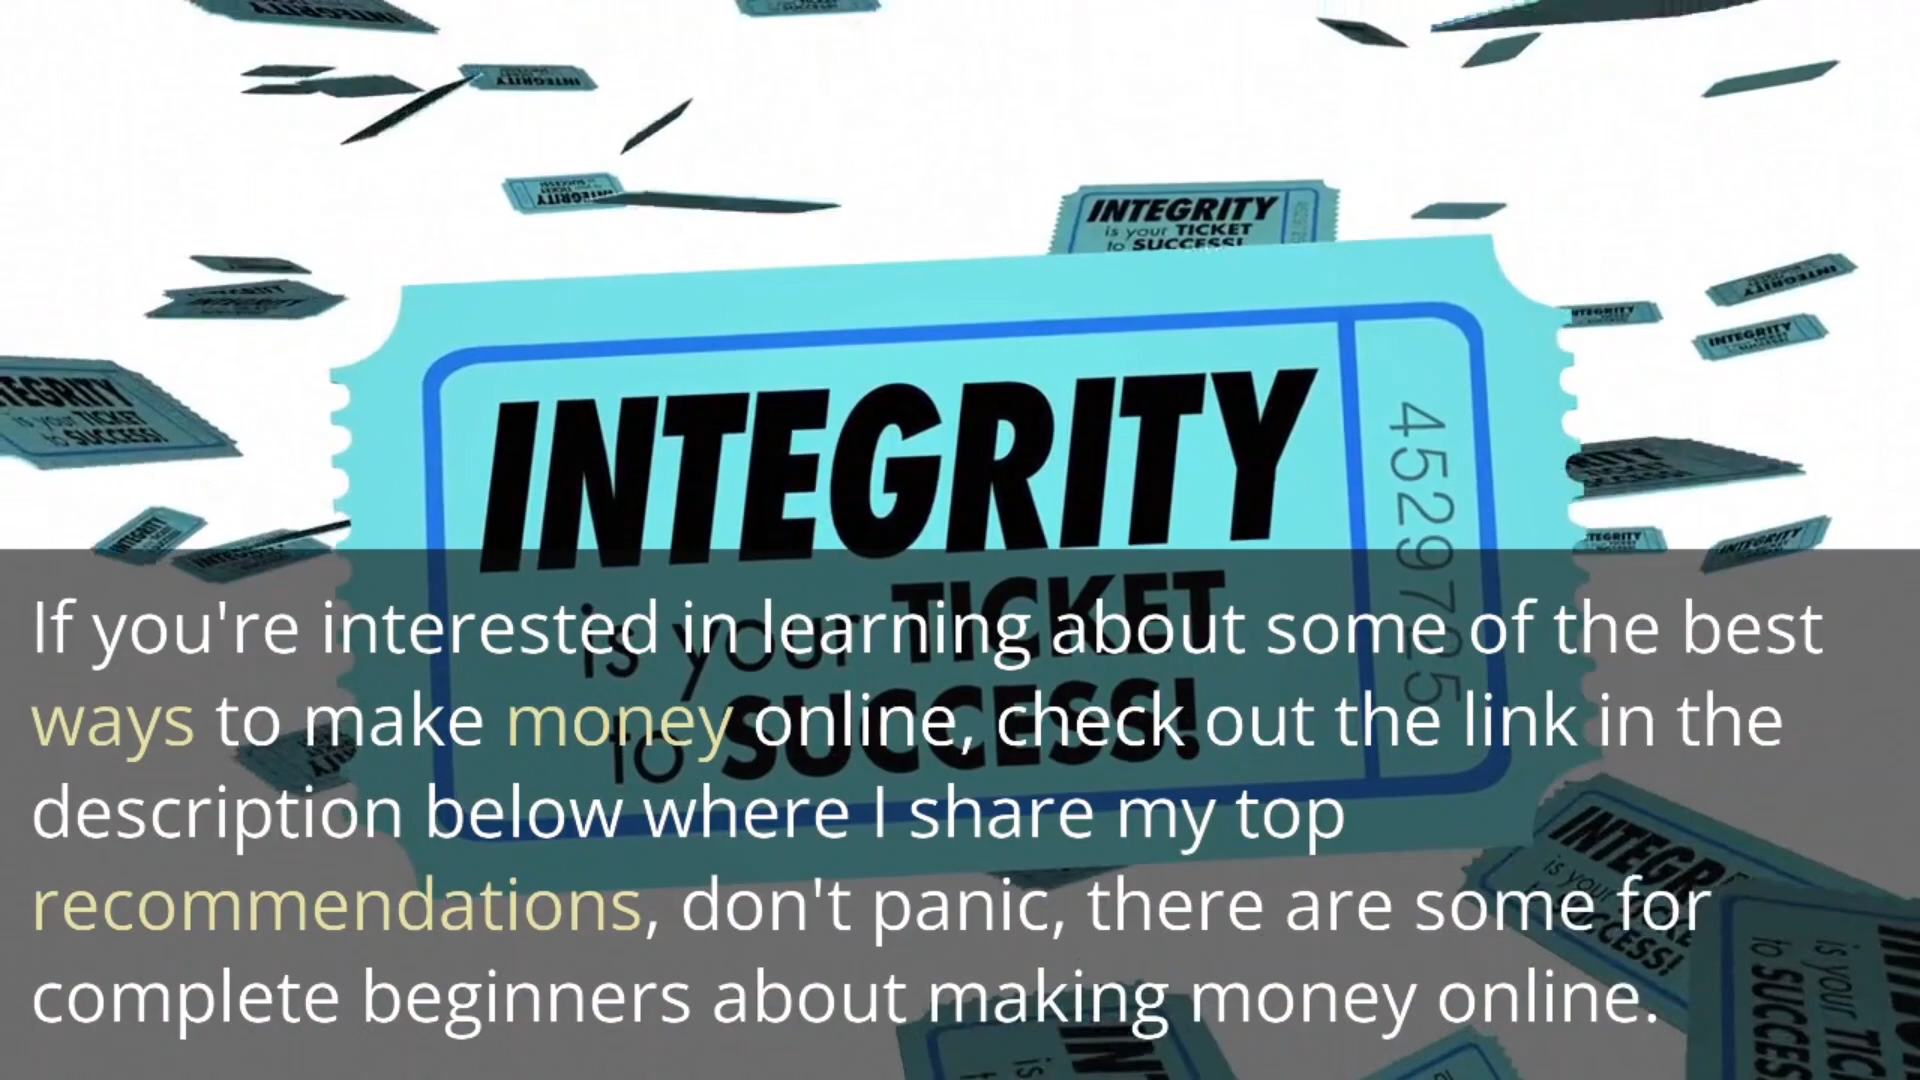 INTEGRITY
is your TICKET
to SUCCESS!
INTEGRITY
is your TICKET
to SUCCESS!
4529725
If you're interested in learning about some of the best
ways to make money online, check out the link in the
description below where I share my top
recommendations, don't panic, there are some for
complete beginners about making money online.